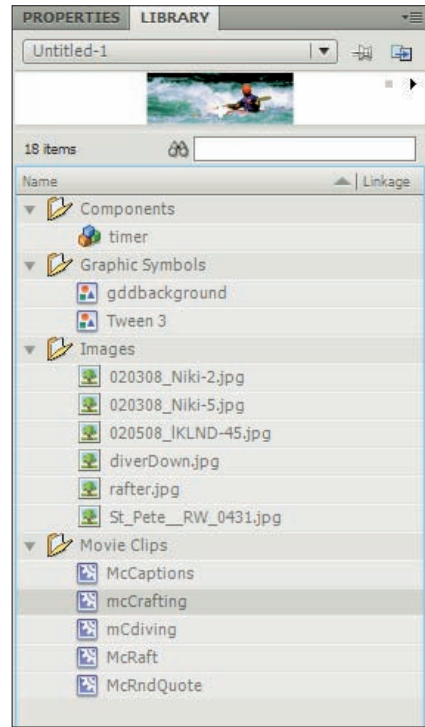 PROPERTIES LIBRARY
Untitled-1
18 items
Name Linkage
Components
timer
Graphic Symbols
gddbackground
Tween 3
Images
020308_Niki-2.jpg
020308_Niki-5.jpg
020508_lKLND-45.jpg
diverDown.jpg
rafter.jpg
St_Pete__RW_0431.jpg
Movie Clips
McCaptions
mcCrafting
mCdiving
McRaft
McRndQuote